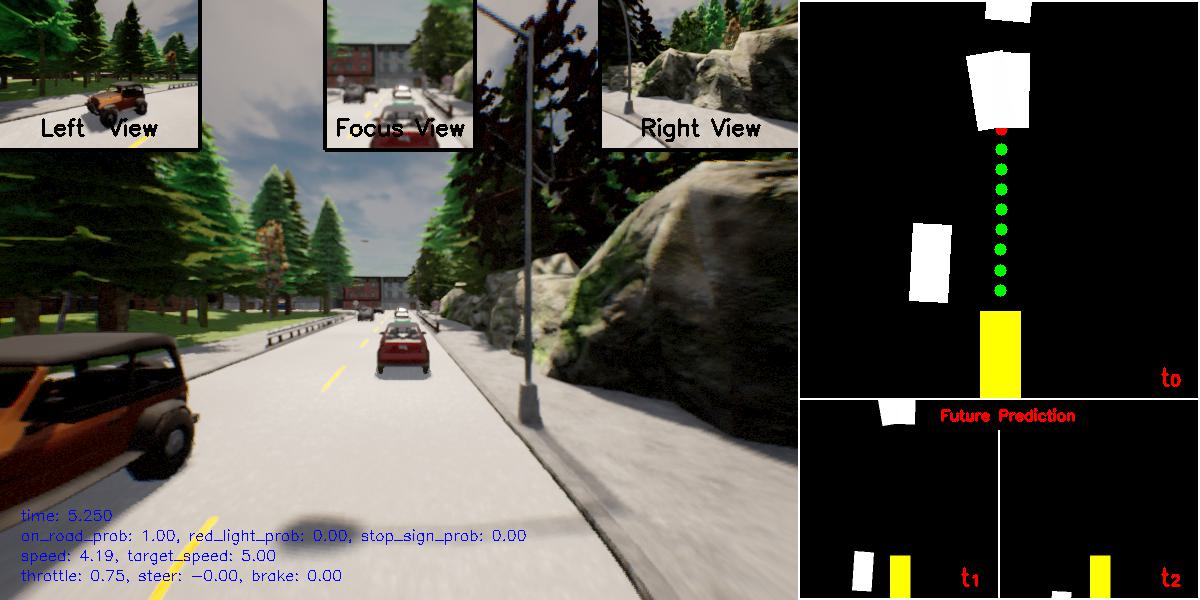 Left View
Focus View
Right View
time: 5.250
on_road_prob: 1.00, red_light_prob: 0.00, stop_sign_prob: 0.00
speed: 4.19, target_speed: 5.00
throttle: 0.75, steer: −0.00, brake: 0.00
t0
Future Prediction
t1
t2